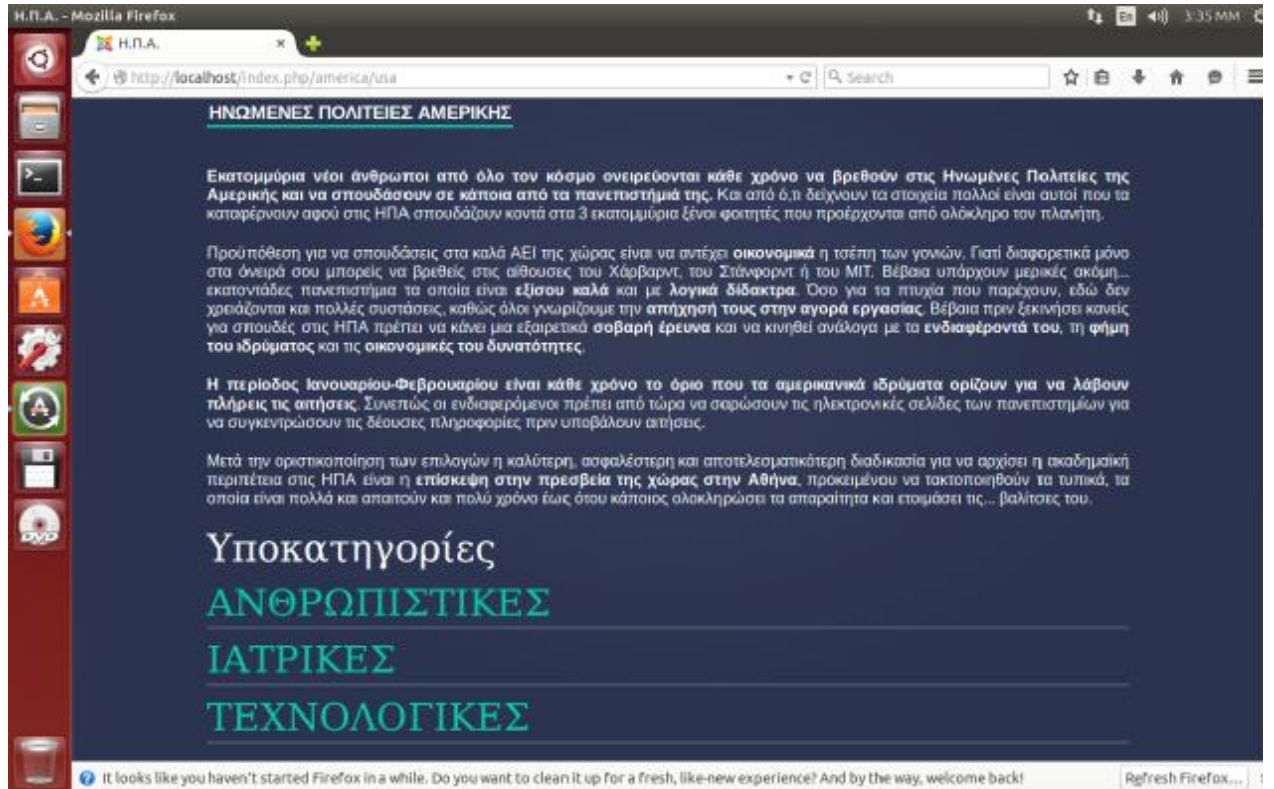 Η.Π.Α. - Mozilla Firefox
En 3:35 ΜΜ
Η.Π.Α.
http://localhost/index.php/america/usa
Search
ΗΝΩΜΕΝΕΣ ΠΟΛΙΤΕΙΕΣ ΑΜΕΡΙΚΗΣ
Εκατομμύρια νέοι άνθρωποι από όλο τον κόσμο ονειρεύονται κάθε χρόνο να βρεθούν στις Ηνωμένες Πολιτείες της
Αμερικής και να σπουδάσουν σε κάποια από τα πανεπιστήμιά της. Και από ό,τι δείχνουν τα στοιχεία πολλοί είναι αυτοί που τα
καταφέρνουν αφού στις ΗΠΑ σπουδάζουν κοντά στα 3 εκατομμύρια ξένοι φοιτητές που προέρχονται από ολόκληρο τον πλανήτη.
Προϋπόθεση για να σπουδάσεις στα καλά ΑΕΙ της χώρας είναι να αντέχει οικονομικά η τσέπη των γονιών. Γιατί διαφορετικά μόνο
στα όνειρά σου μπορείς να βρεθείς στις αίθουσες του Χάρβαρντ, του Στάνφορντ ή του ΜΙΤ. Βέβαια υπάρχουν μερικές ακόμη...
εκατοντάδες πανεπιστήμια τα οποία είναι εξίσου καλά και με λογικά δίδακτρα. Όσο για τα πτυχία που παρέχουν, εδώ δεν
χρειάζονται και πολλές συστάσεις, καθώς όλοι γνωρίζουμε την απήχησή τους στην αγορά εργασίας. Βέβαια πριν ξεκινήσει κανείς
για σπουδές στις ΗΠΑ πρέπει να κάνει μια εξαιρετικά σοβαρή έρευνα και να κινηθεί ανάλογα με τα ενδιαφέροντά του, τη φήμη
του ιδρύματος και τις οικονομικές του δυνατότητες.
Η περίοδος Ιανουαρίου-Φεβρουαρίου είναι κάθε χρόνο το όριο που τα αμερικανικά ιδρύματα ορίζουν για να λάβουν
πλήρεις τις αιτήσεις. Συνεπώς οι ενδιαφερόμενοι πρέπει από τώρα να σαρώσουν τις ηλεκτρονικές σελίδες των πανεπιστημίων για
να συγκεντρώσουν τις δέουσες πληροφορίες πριν υποβάλουν αιτήσεις.
Μετά την οριστικοποίηση των επιλογών η καλύτερη, ασφαλέστερη και αποτελεσματικότερη διαδικασία για να αρχίσει η ακαδημαϊκή
περιπέτεια στις ΗΠΑ είναι η επίσκεψη στην πρεσβεία της χώρας στην Αθήνα, προκειμένου να τακτοποιηθούν τα τυπικά, τα
οποία είναι πολλά και απαιτούν και πολύ χρόνο έως ότου κάποιος ολοκληρώσει τα απαραίτητα και ετοιμάσει τις... βαλίτσες του.
Υποκατηγορίες
ΑΝΘΡΩΠΙΣΤΙΚΕΣ
ΙΑΤΡΙΚΕΣ
ΤΕΧΝΟΛΟΓΙΚΕΣ
It looks like you haven't started Firefox in a while. Do you want to clean it up for a fresh, like-new experience? And by the way, welcome back!
Refresh Firefox...
DVD